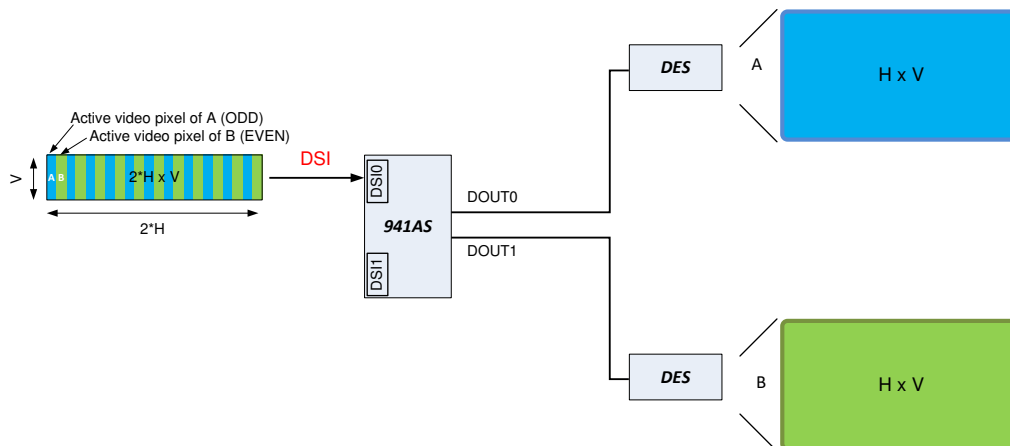 Active video pixel of A (ODD)
Active video pixel of B (EVEN)
V
A B
2*H x V
2*H
DSI
DSI0
941AS
DSI1
DOUT0
DOUT1
DES
A
H x V
DES
B
H x V